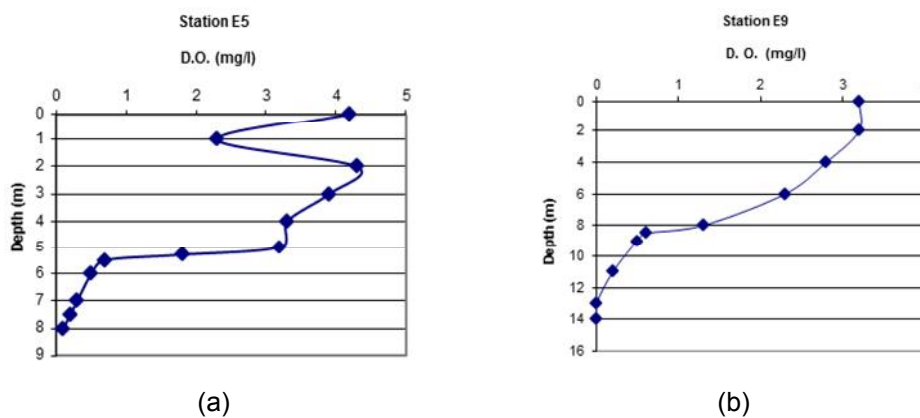 Station E5
D.O. (mg/l)
0 1 2 3 4 5
0
1
2
3
4
5
6
7
8
9
Depth (m)
(a)
Station E9
D. O. (mg/l)
0 1 2 3
0
2
4
6
8
10
12
14
16
Depth (m)
(b)